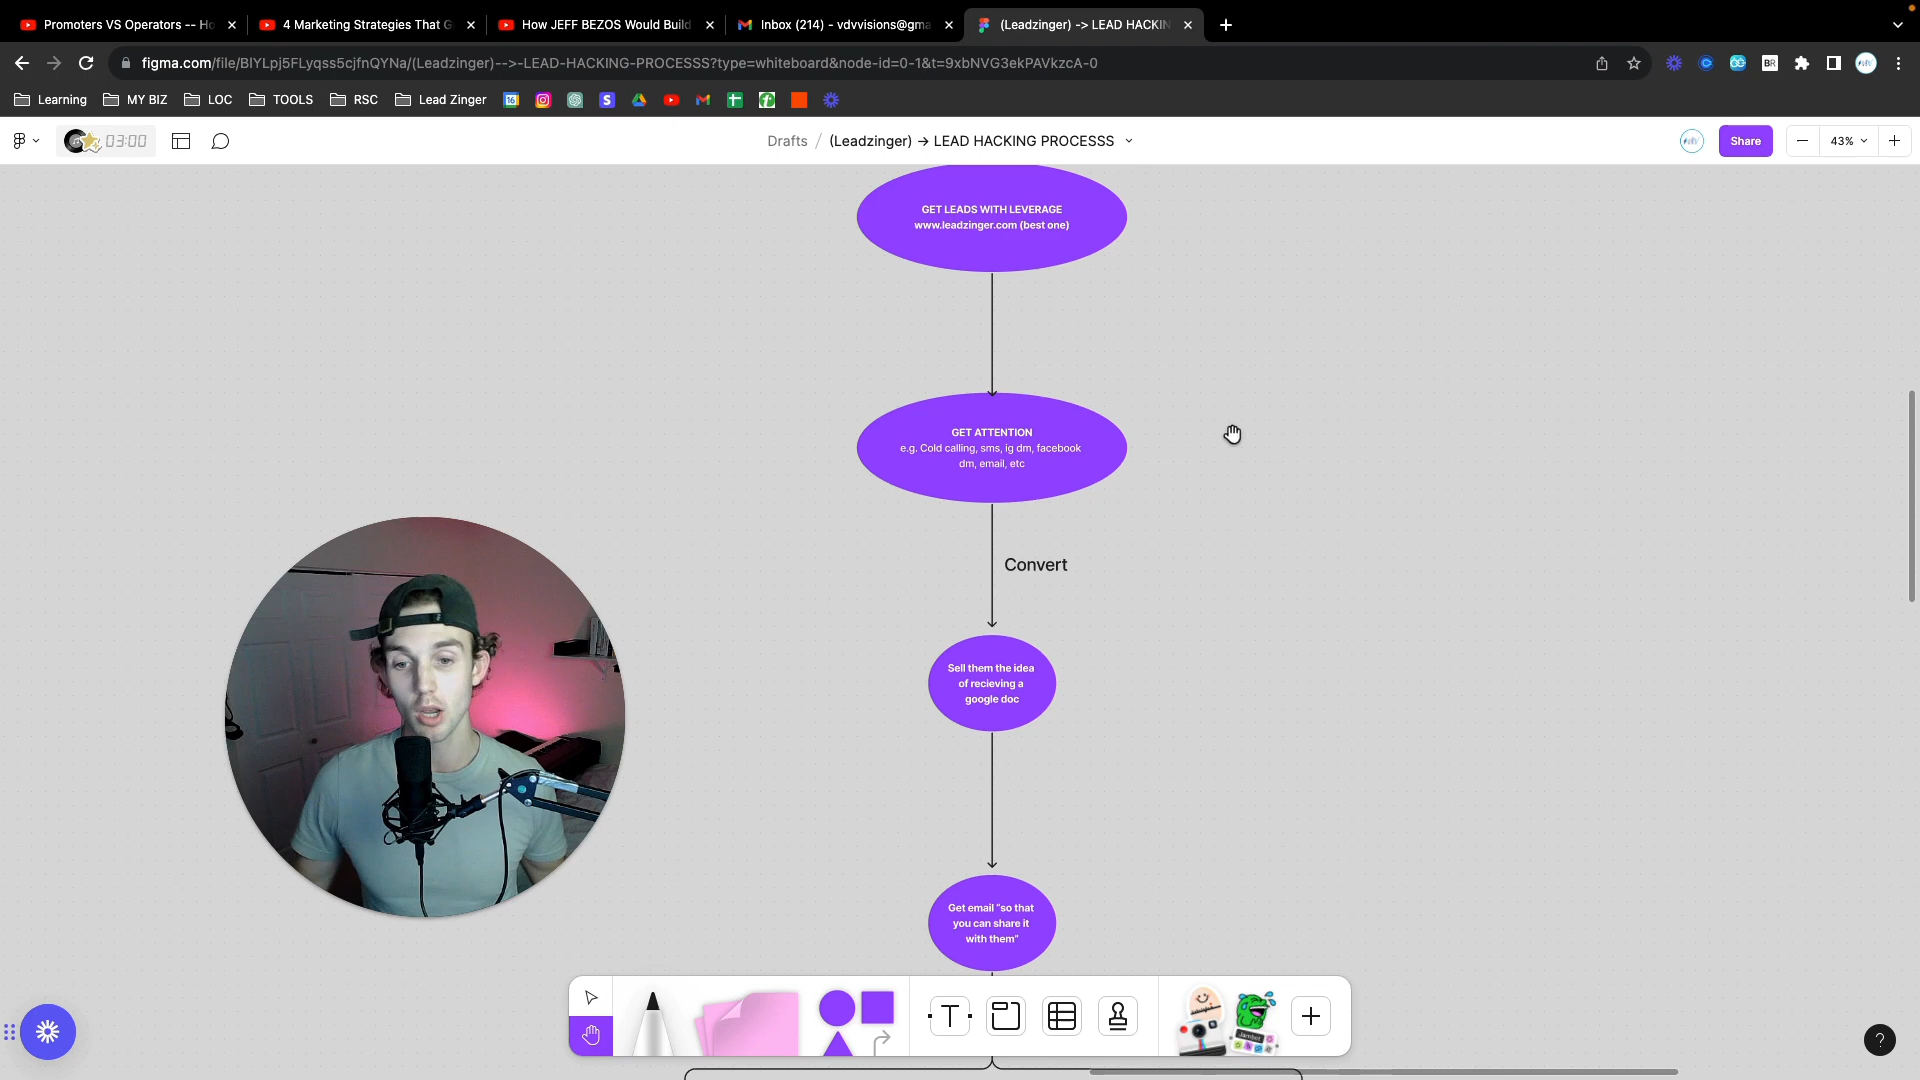 Promoters VS Operators -- Ho
4 Marketing Strategies That G
How JEFF BEZOS Would Build
Inbox (214) - vdvvisions@gma
(Leadzinger) -> LEAD HACKIN
figma.com/file/BIYLpj5FLyqss5cjfnQYNa/(Leadzinger)-->-LEAD-HACKING-PROCESSS?type=whiteboard&node-id=0-1&t=9xbNVG3ekPAVkzcA-0
BR
Learning
MY BIZ
LOC
TOOLS
RSC
Lead Zinger
16
S
03:00
Drafts / (Leadzinger) → LEAD HACKING PROCESSS
Share
43%
GET LEADS WITH LEVERAGE
www.leadzinger.com (best one)
GET ATTENTION
e.g. Cold calling, sms, ig dm, facebook
dm, email, etc
Convert
Sell them the idea
of recieving a
google doc
Get email "so that
you can share it
with them"
T
?